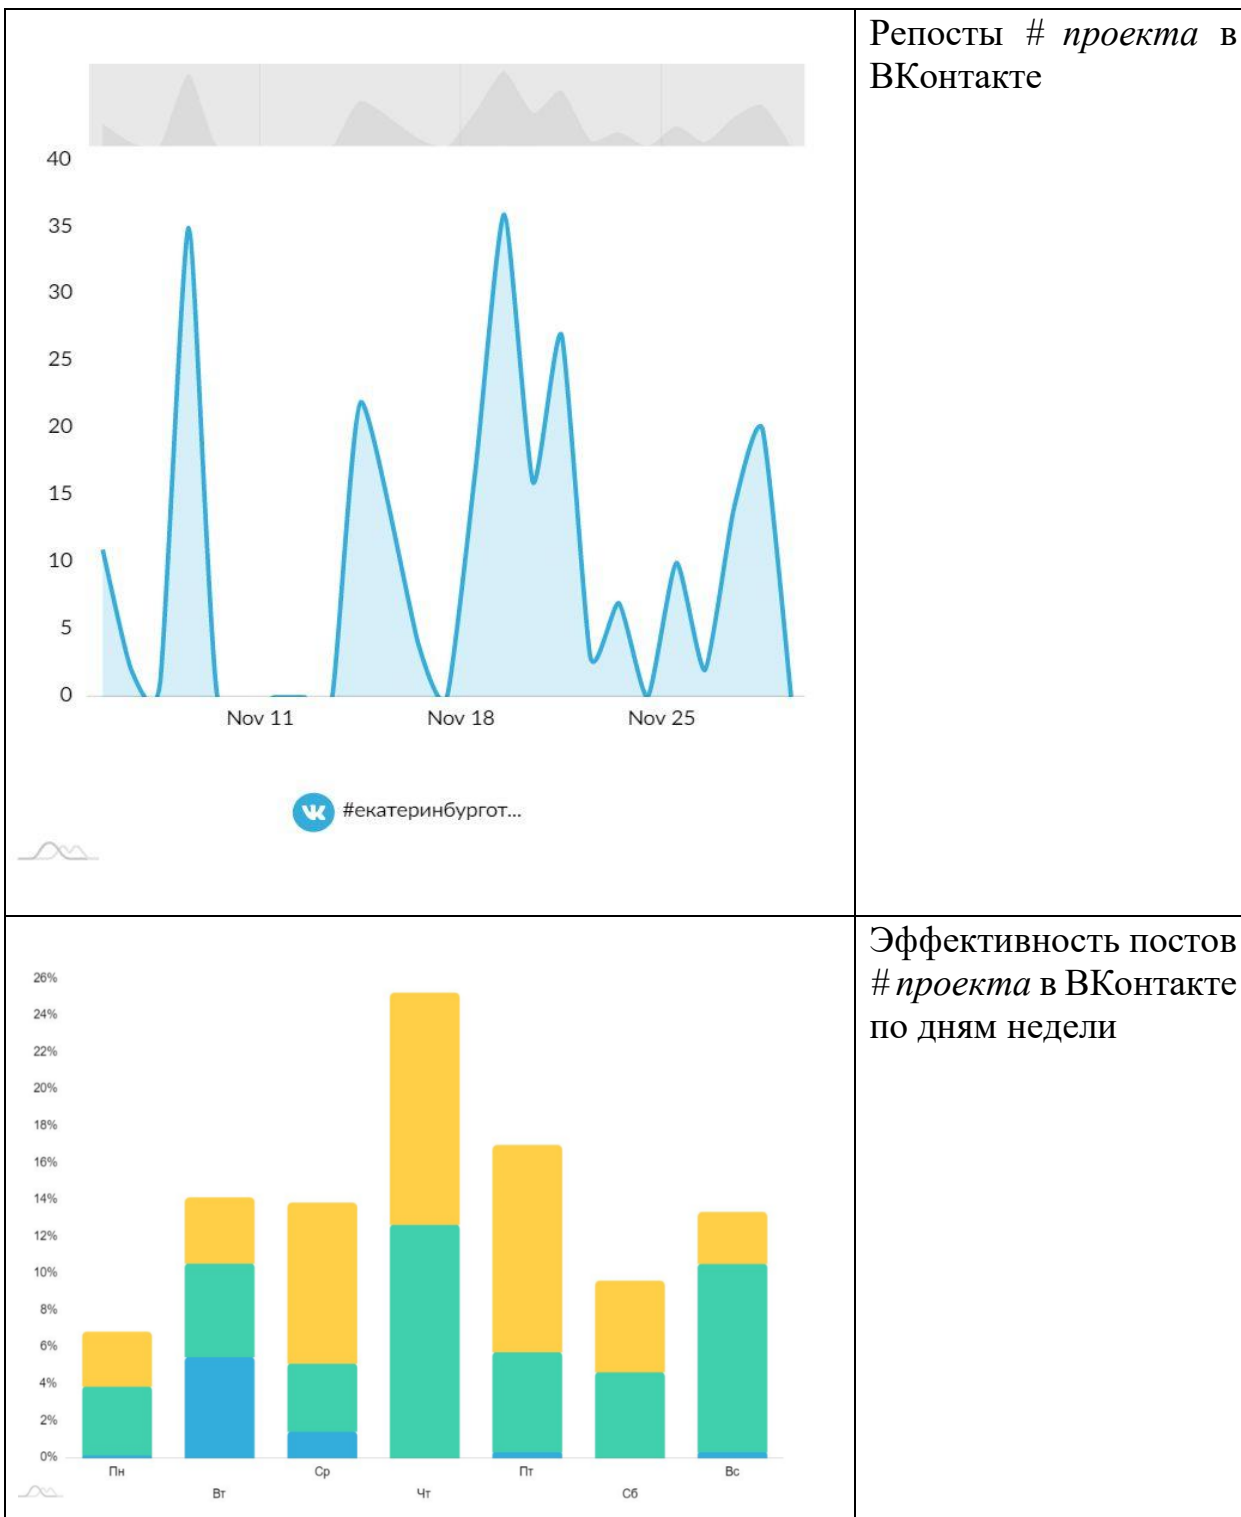 Репосты # проекта в
ВКонтакте
40
35
30
25
20
15
10
5
0
Nov 11 Nov 18 Nov 25
#екатеринбургот...
Эффективность постов
# проекта в ВКонтакте
по дням недели
26%
24%
22%
20%
18%
16%
14%
12%
10%
8%
6%
4%
2%
0%
Пн Вт Ср Чт Пт Сб Вс